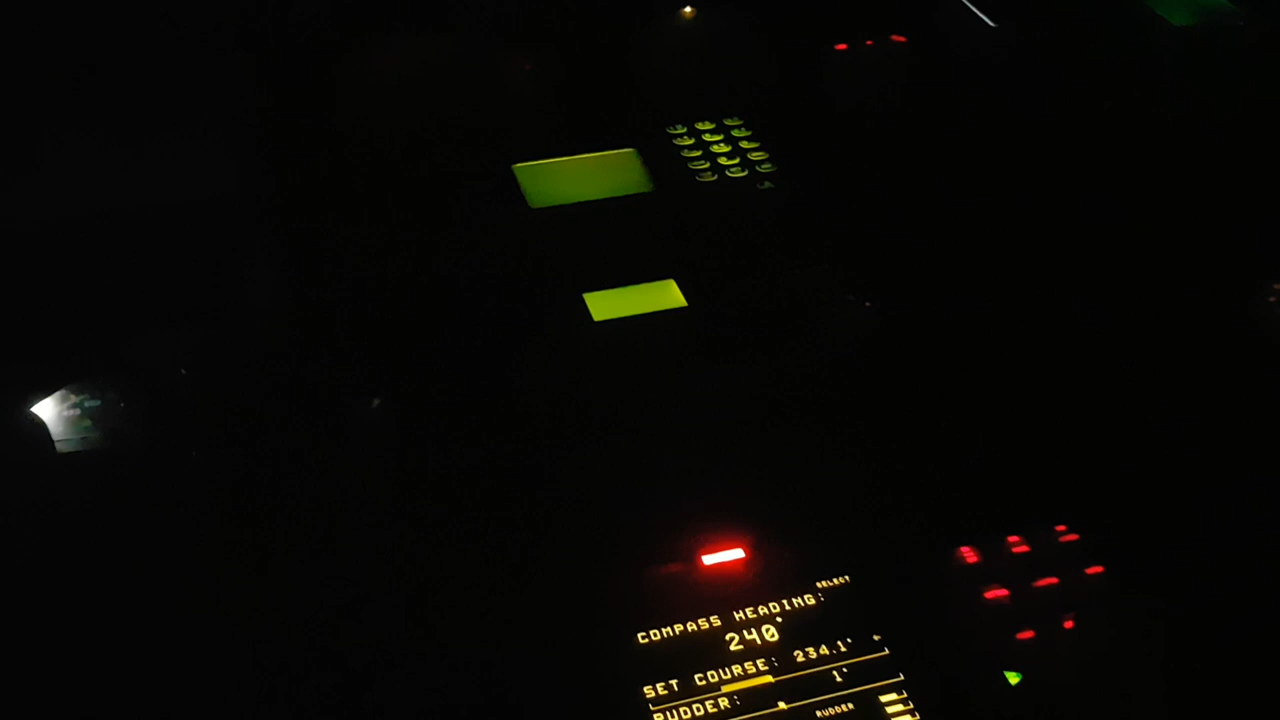 SELECT
COMPASS HEADING:
240°
SET COURSE: 234.1°
RUDDER: 1°
RUDDER